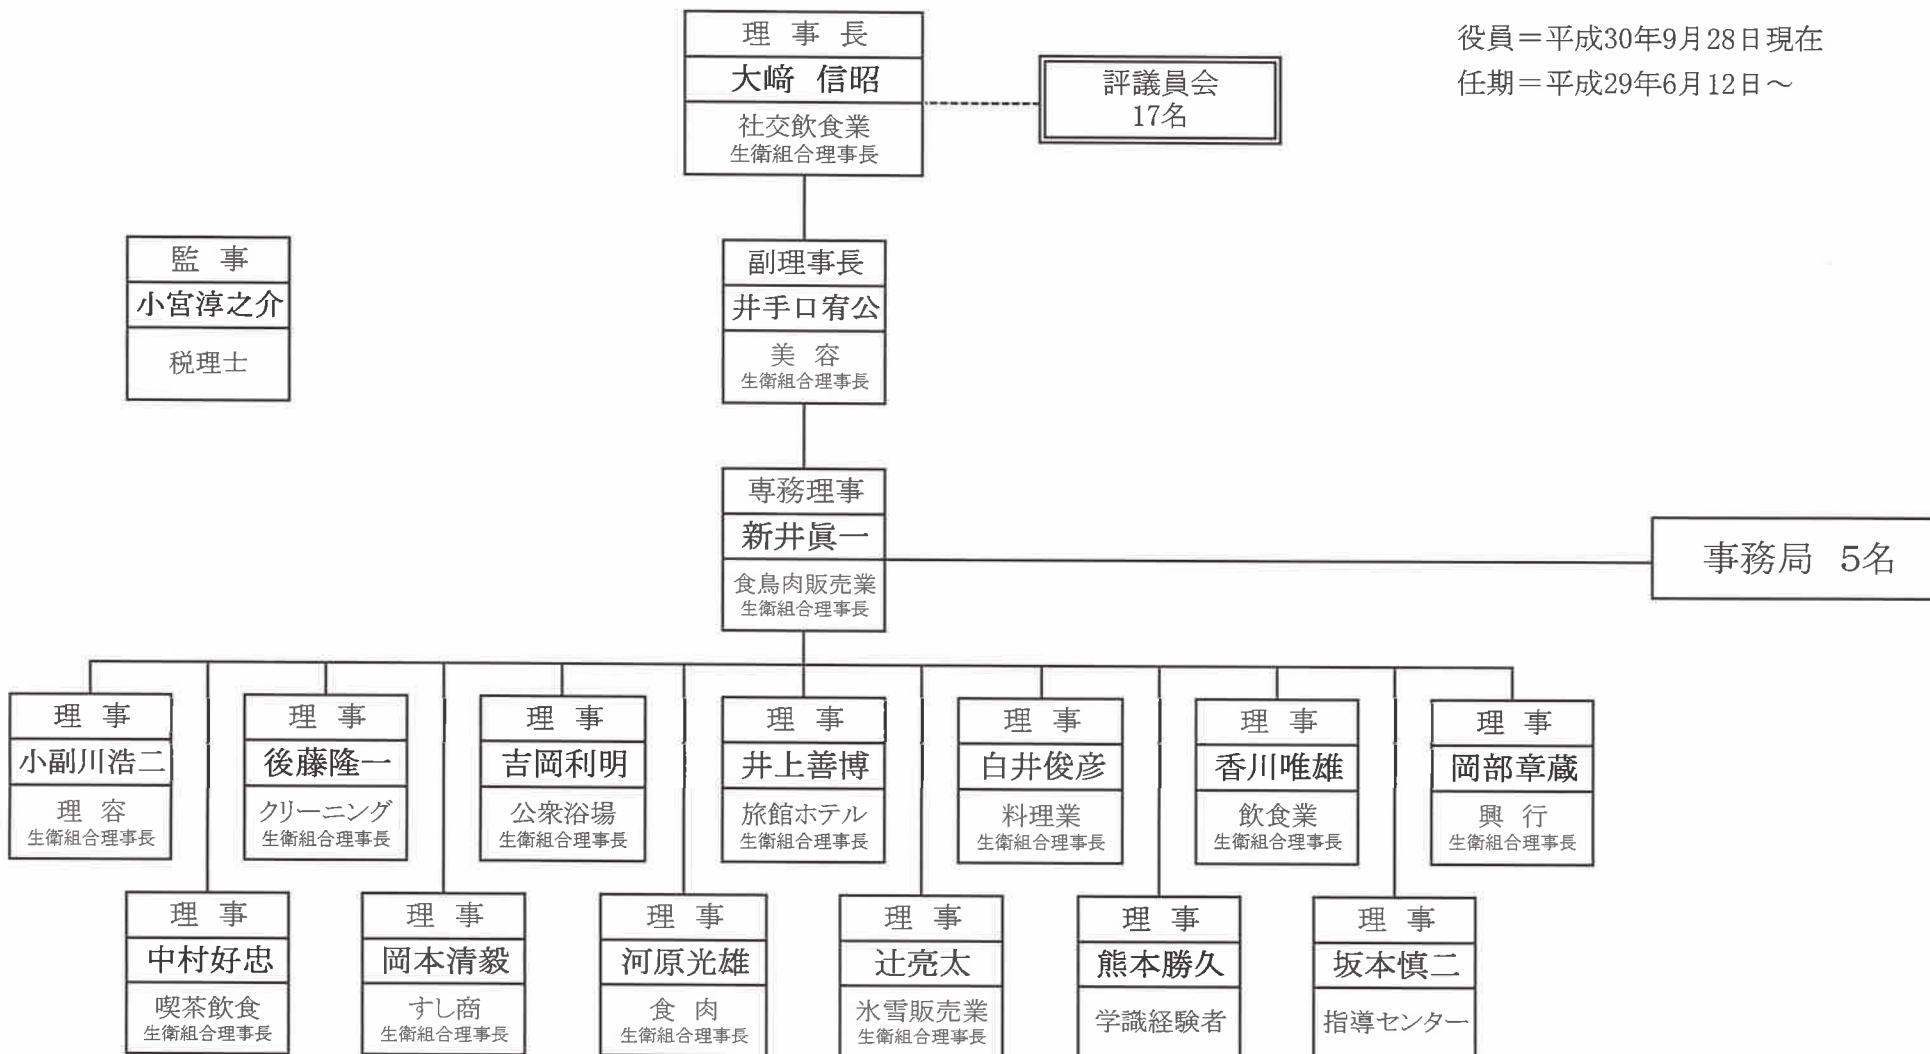 役員＝平成30年9月28日現在
任期＝平成29年6月12日～
理 事 長
大﨑 信昭
社交飲食業
生衛組合理事長
評議員会
17名
監 事
小宮淳之介
税理士
副理事長
井手口宥公
美 容
生衛組合理事長
専務理事
新井眞一
食鳥肉販売業
生衛組合理事長
事務局 5名
理 事
小副川浩二
理 容
生衛組合理事長
理 事
後藤隆一
クリーニング
生衛組合理事長
理 事
吉岡利明
公衆浴場
生衛組合理事長
理 事
井上善博
旅館ホテル
生衛組合理事長
理 事
白井俊彦
料理業
生衛組合理事長
理 事
香川唯雄
飲食業
生衛組合理事長
理 事
岡部章蔵
興 行
生衛組合理事長
理 事
中村好忠
喫茶飲食
生衛組合理事長
理 事
岡本清毅
すし商
生衛組合理事長
理 事
河原光雄
食 肉
生衛組合理事長
理 事
辻亮太
氷雪販売業
生衛組合理事長
理 事
熊本勝久
学識経験者
理 事
坂本慎二
指導センター